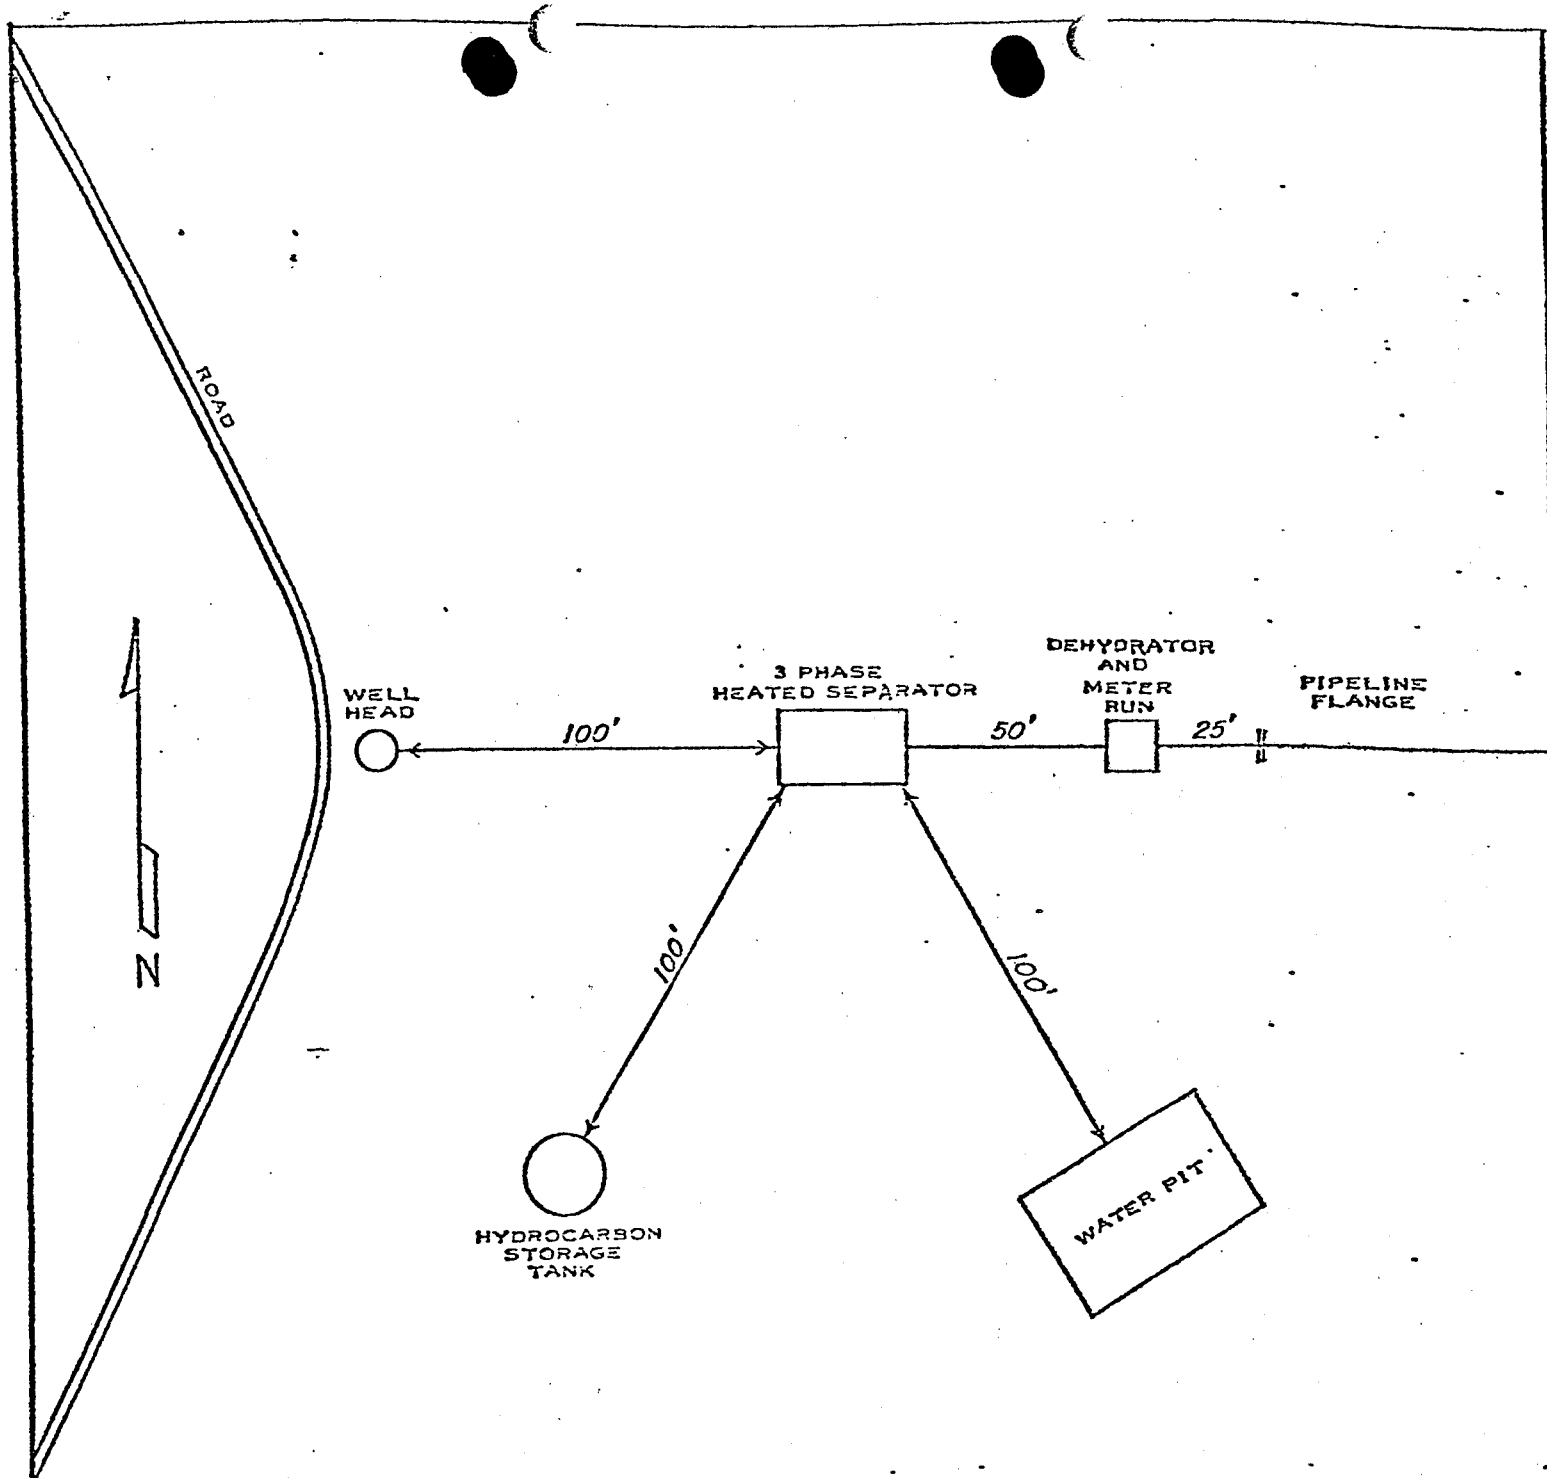 ROAD
WELL
HEAD
100'
3 PHASE
HEATED SEPARATOR
50'
DEHYDRATOR
AND
METER
RUN
25'
PIPELINE
FLANGE
N
100'
100'
HYDROCARBON
STORAGE
TANK
WATER PIT